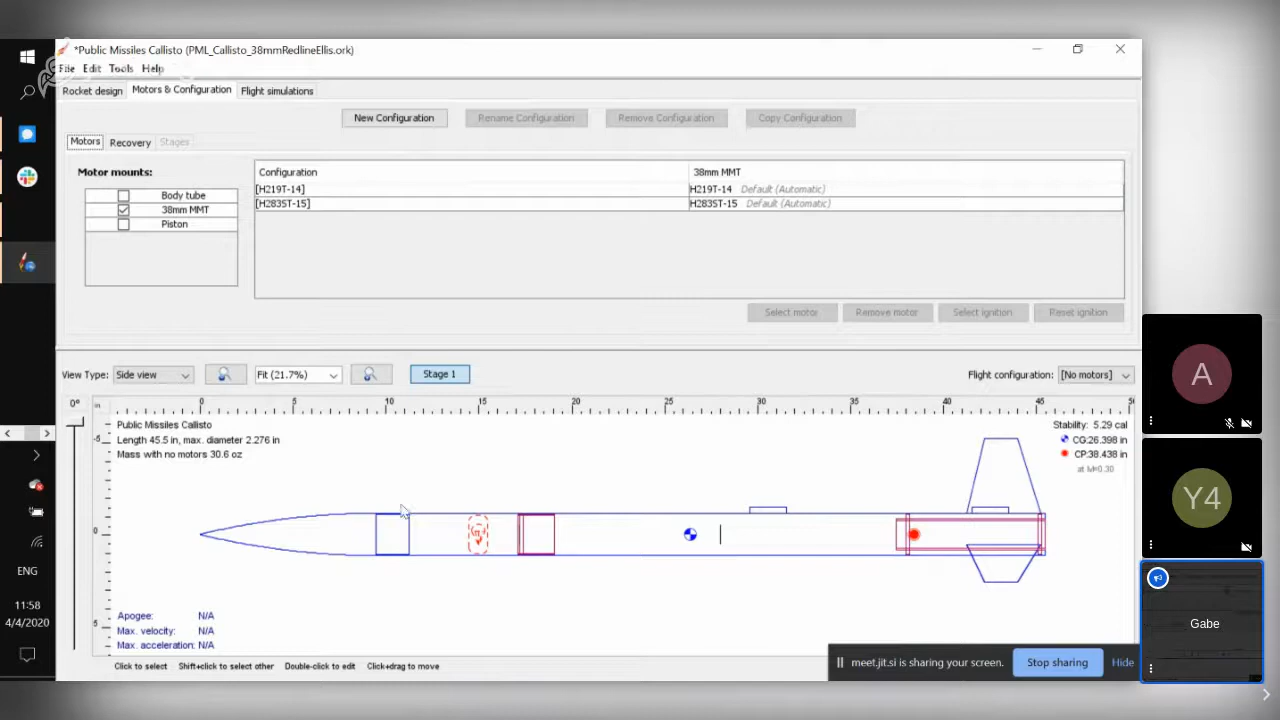 *Public Missiles Callisto (PML_Callisto_38mmRedlineEllis.ork)
File Edit Tools Help
Rocket design Motors & Configuration Flight simulations
New Configuration Rename Configuration Remove Configuration Copy Configuration
Motors Recovery Stages
Motor mounts:
Body tube
38mm MMT
Piston
Configuration 38mm MMT
[H219T-14] H219T-14 Default (Automatic)
[H283ST-15] H283ST-15 Default (Automatic)
Select motor Remove motor Select ignition Reset ignition
View Type: Side view Fit (21.7%) Stage 1 Flight configuration: [No motors]
0° in 0 5 10 15 20 25 30 35 40 45 50
-5
0
5
Public Missiles Callisto
Length 45.5 in, max. diameter 2.276 in
Mass with no motors 30.6 oz
Stability: 5.29 cal
CG:26.398 in
CP:38.438 in
at M=0.30
Apogee: N/A
Max. velocity: N/A
Max. acceleration: N/A
Click to select Shift+click to select other Double-click to edit Click+drag to move
meet.jit.si is sharing your screen. Stop sharing Hide
ENG
11:58
4/4/2020
A
Y4
Gabe